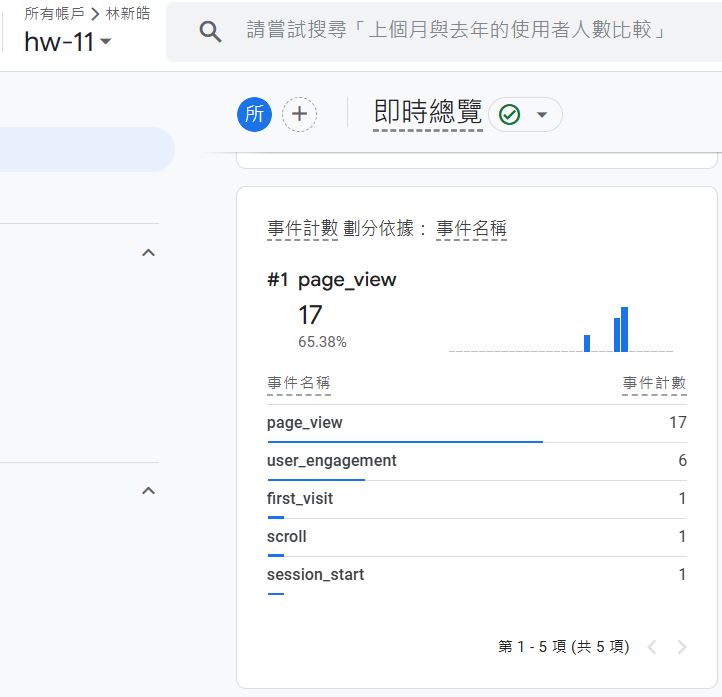 所有帳戶 > 林新皓
hw-11
請嘗試搜尋「上個月與去年的使用者人數比較」
所
即時總覽
事件計數 劃分依據： 事件名稱
#1 page_view
17
65.38%
事件名稱 事件計數
page_view 17
user_engagement 6
first_visit 1
scroll 1
session_start 1
第 1 - 5 項 (共 5 項)